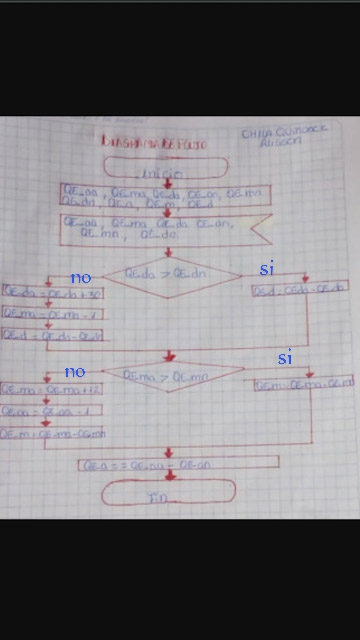 DIAGRAMA DE FLUJO
CHILA QUINDNCE
ALISSON
Inicio
QE_aa, QE_ma, QE_da, QE_an, QE_mn
QE_dn, QE_a, QE_m, QE_d
QE_aa, QE_ma, QE_da, QE_an,
QE_mn, QE_dn
QE_da > QE_dn
no
si
QE_da = QE_da + 30
QE_ma = QE_ma - 1
QE_d = QE_da - QE_dn
QE_d = QE_da - QE_dn
QE_ma > QE_mn
no
si
QE_ma = QE_ma + 12
QE_aa = QE_aa - 1
QE_m = QE_ma - QE_mn
QE_m = QE_ma - QE_mn
QE_a = = QE_aa - QE_an
Fin